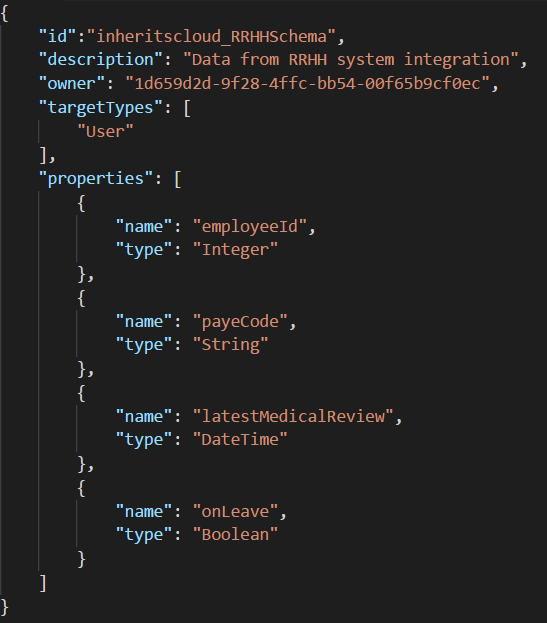 {
    "id":"inheritscloud_RRHHSchema",
    "description": "Data from RRHH system integration",
    "owner": "1d659d2d-9f28-4ffc-bb54-00f65b9cf0ec",
    "targetTypes": [
        "User"
    ],
    "properties": [
        {
            "name": "employeeId",
            "type": "Integer"
        },
        {
            "name": "payeCode",
            "type": "String"
        },
        {
            "name": "latestMedicalReview",
            "type": "DateTime"
        },
        {
            "name": "onLeave",
            "type": "Boolean"
        }
    ]
}